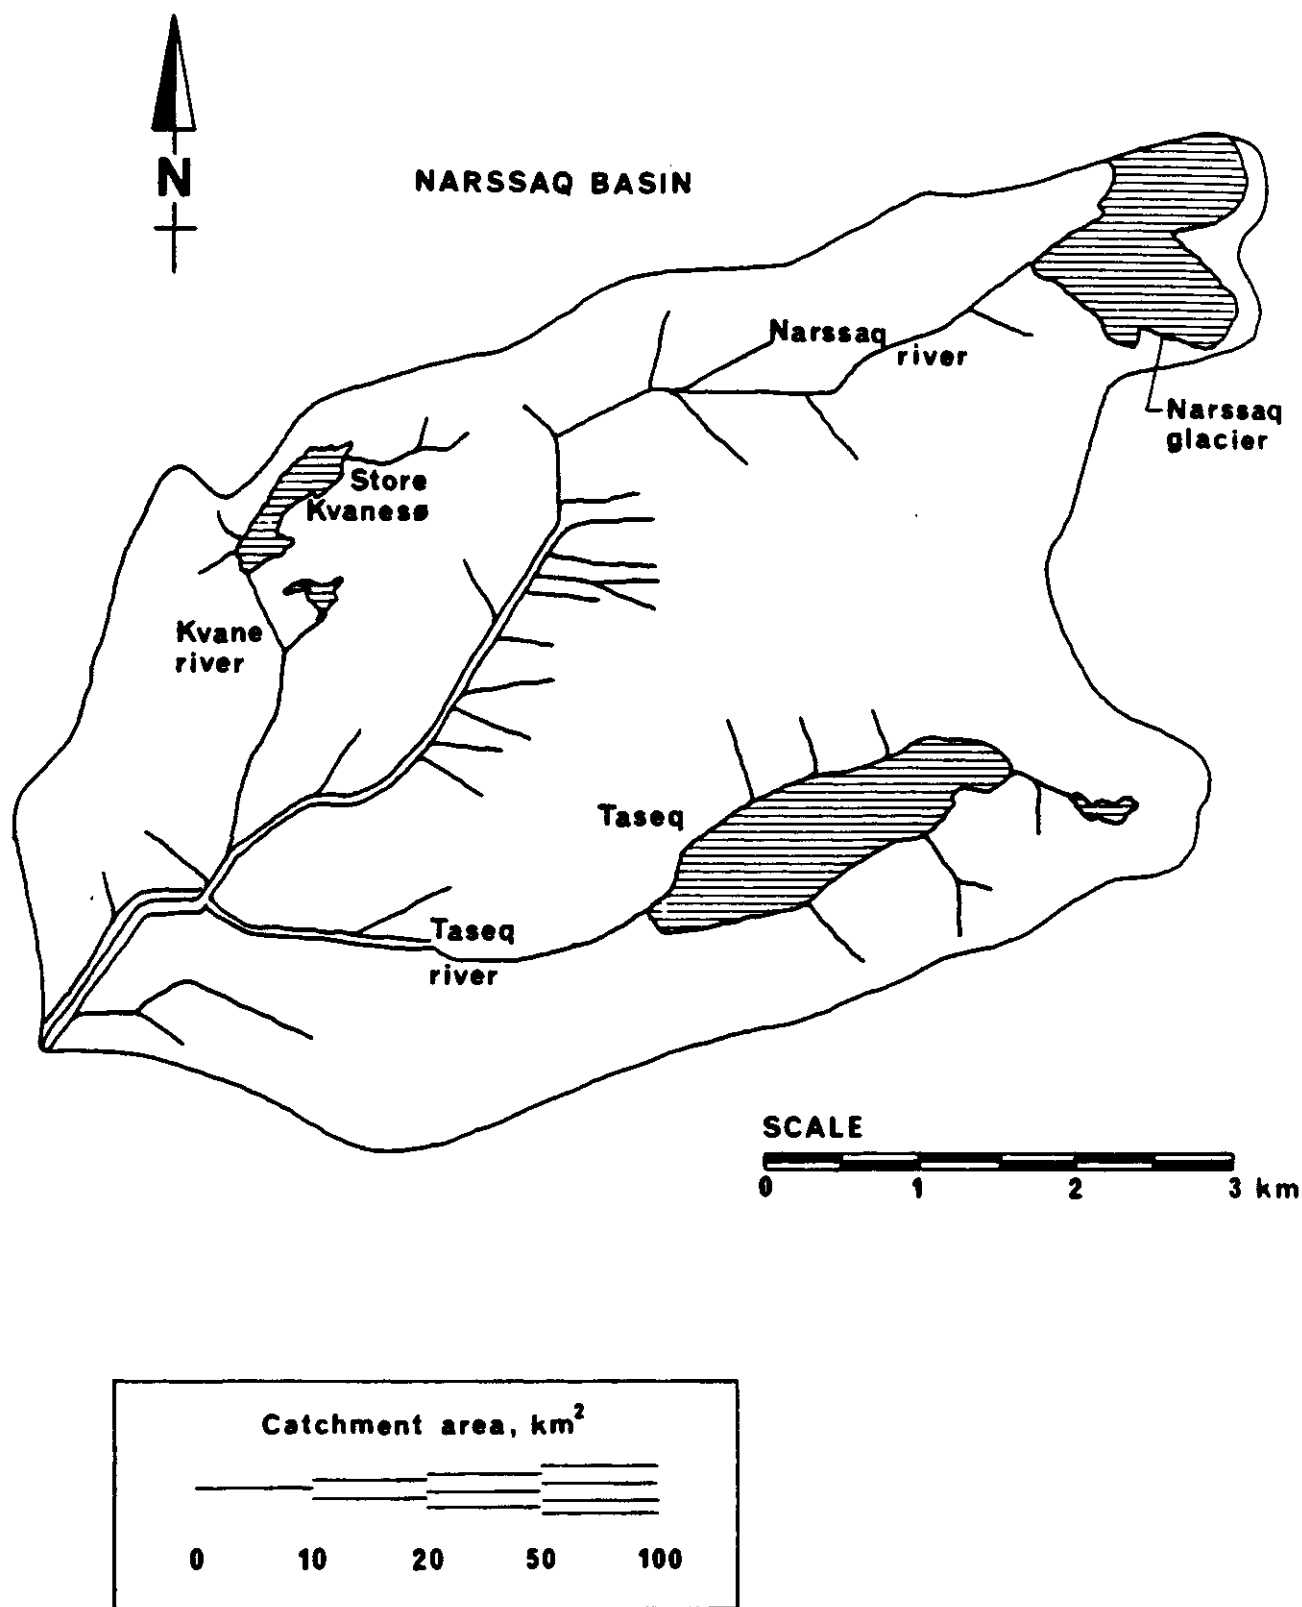 N
NARSSAQ BASIN
Narssaq
river
Narssaq
glacier
Store
Kvanesø
Kvane
river
Taseq
Taseq
river
SCALE
0 1 2 3 km
Catchment area, km²
0 10 20 50 100